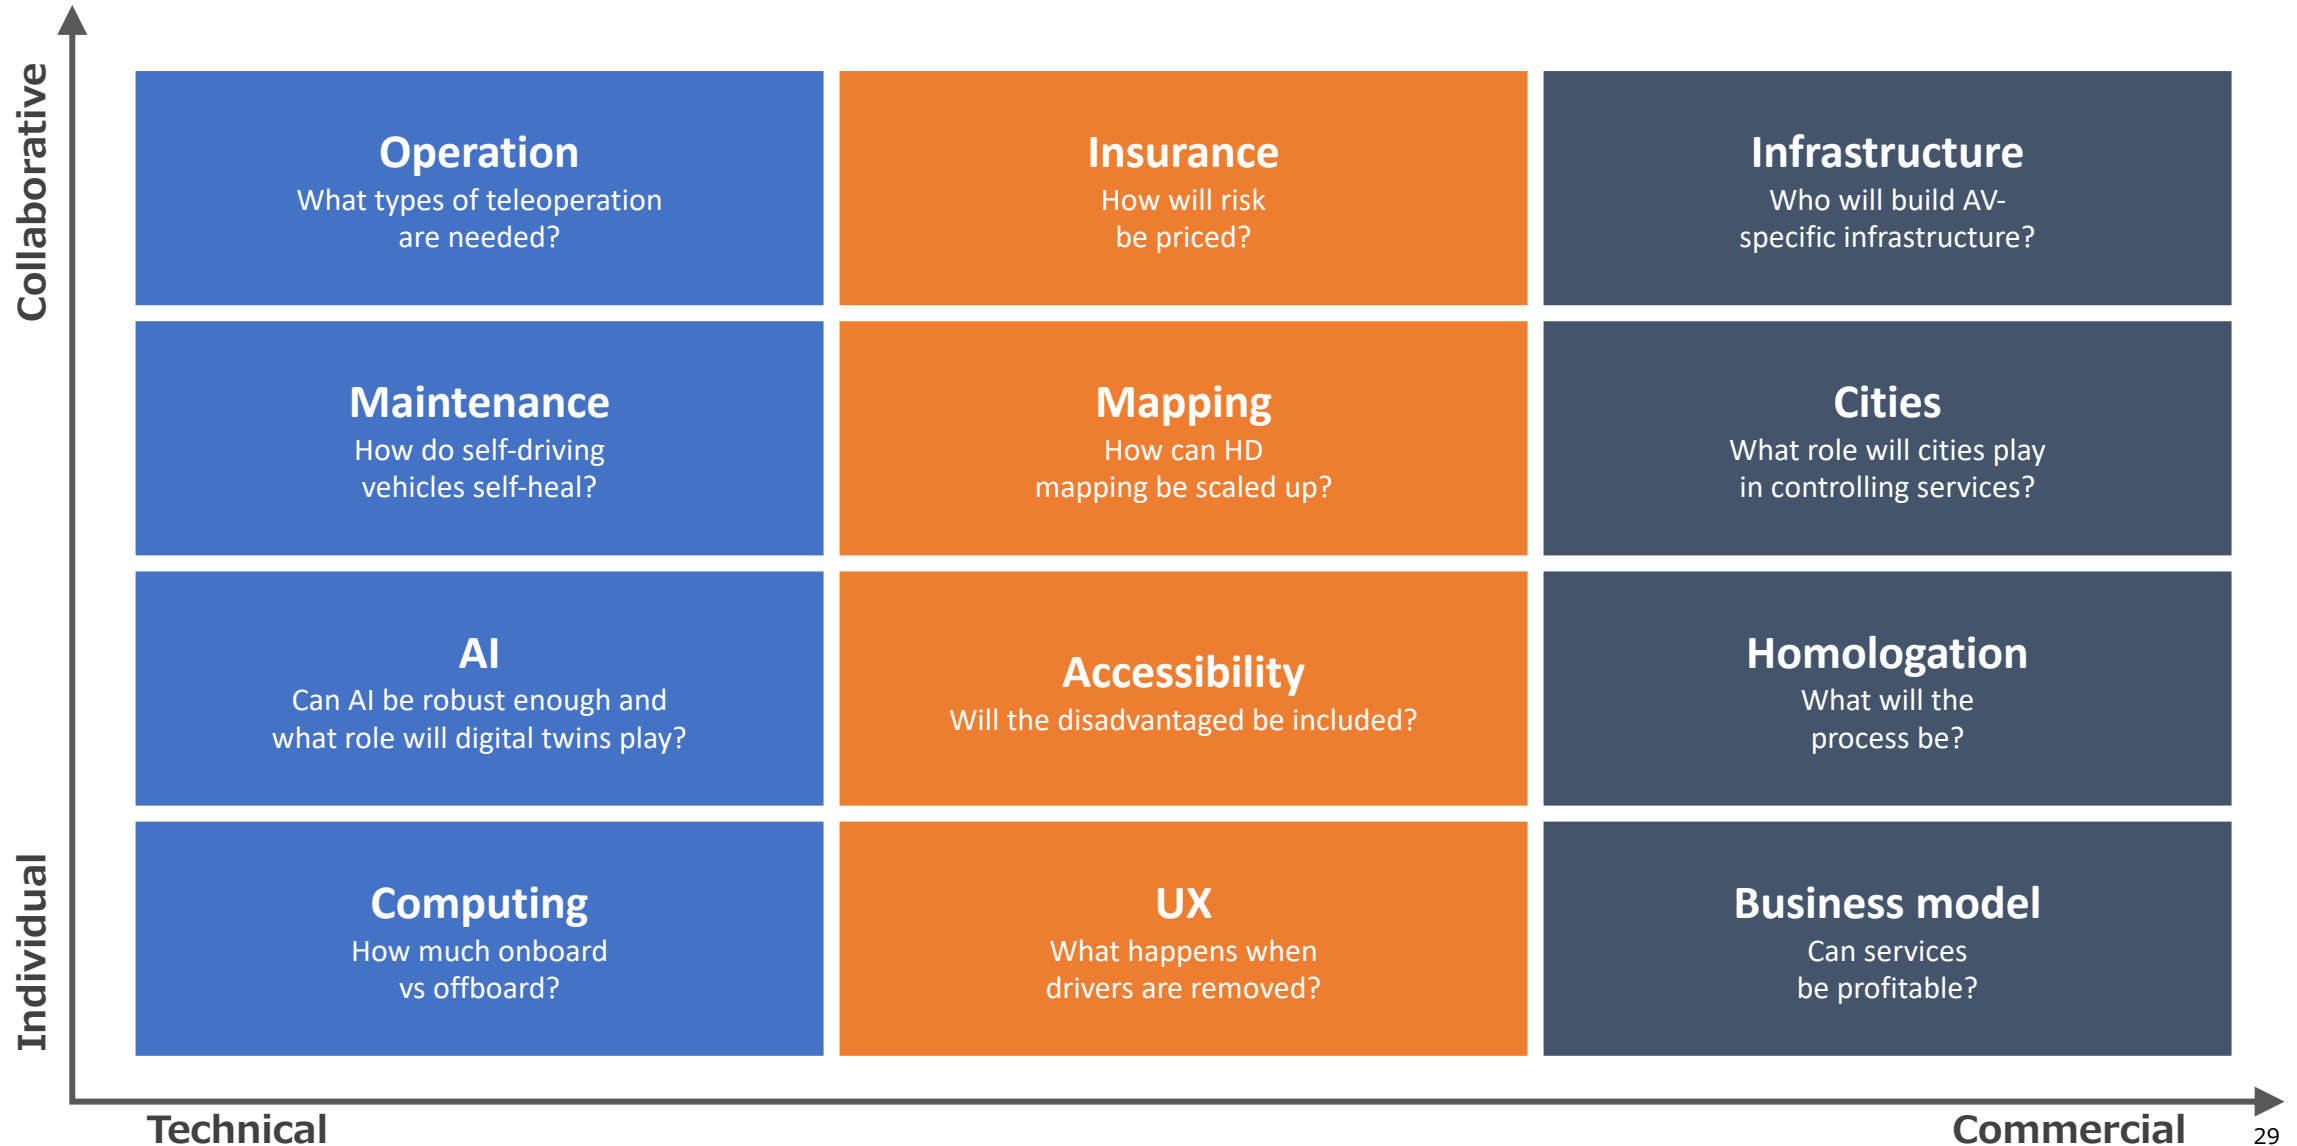 Collaborative
Operation
What types of teleoperation
are needed?
Insurance
How will risk
be priced?
Infrastructure
Who will build AV-
specific infrastructure?
Maintenance
How do self-driving
vehicles self-heal?
Mapping
How can HD
mapping be scaled up?
Cities
What role will cities play
in controlling services?
AI
Can AI be robust enough and
what role will digital twins play?
Accessibility
Will the disadvantaged be included?
Homologation
What will the
process be?
Individual
Computing
How much onboard
vs offboard?
UX
What happens when
drivers are removed?
Business model
Can services
be profitable?
Technical
Commercial
29